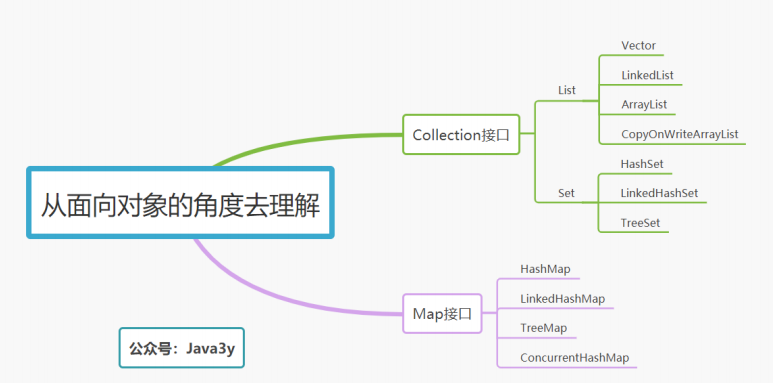 从面向对象的角度去理解
Collection接口
List
Vector
LinkedList
ArrayList
CopyOnWriteArrayList
Set
HashSet
LinkedHashSet
TreeSet
Map接口
HashMap
LinkedHashMap
TreeMap
ConcurrentHashMap
公众号：Java3y